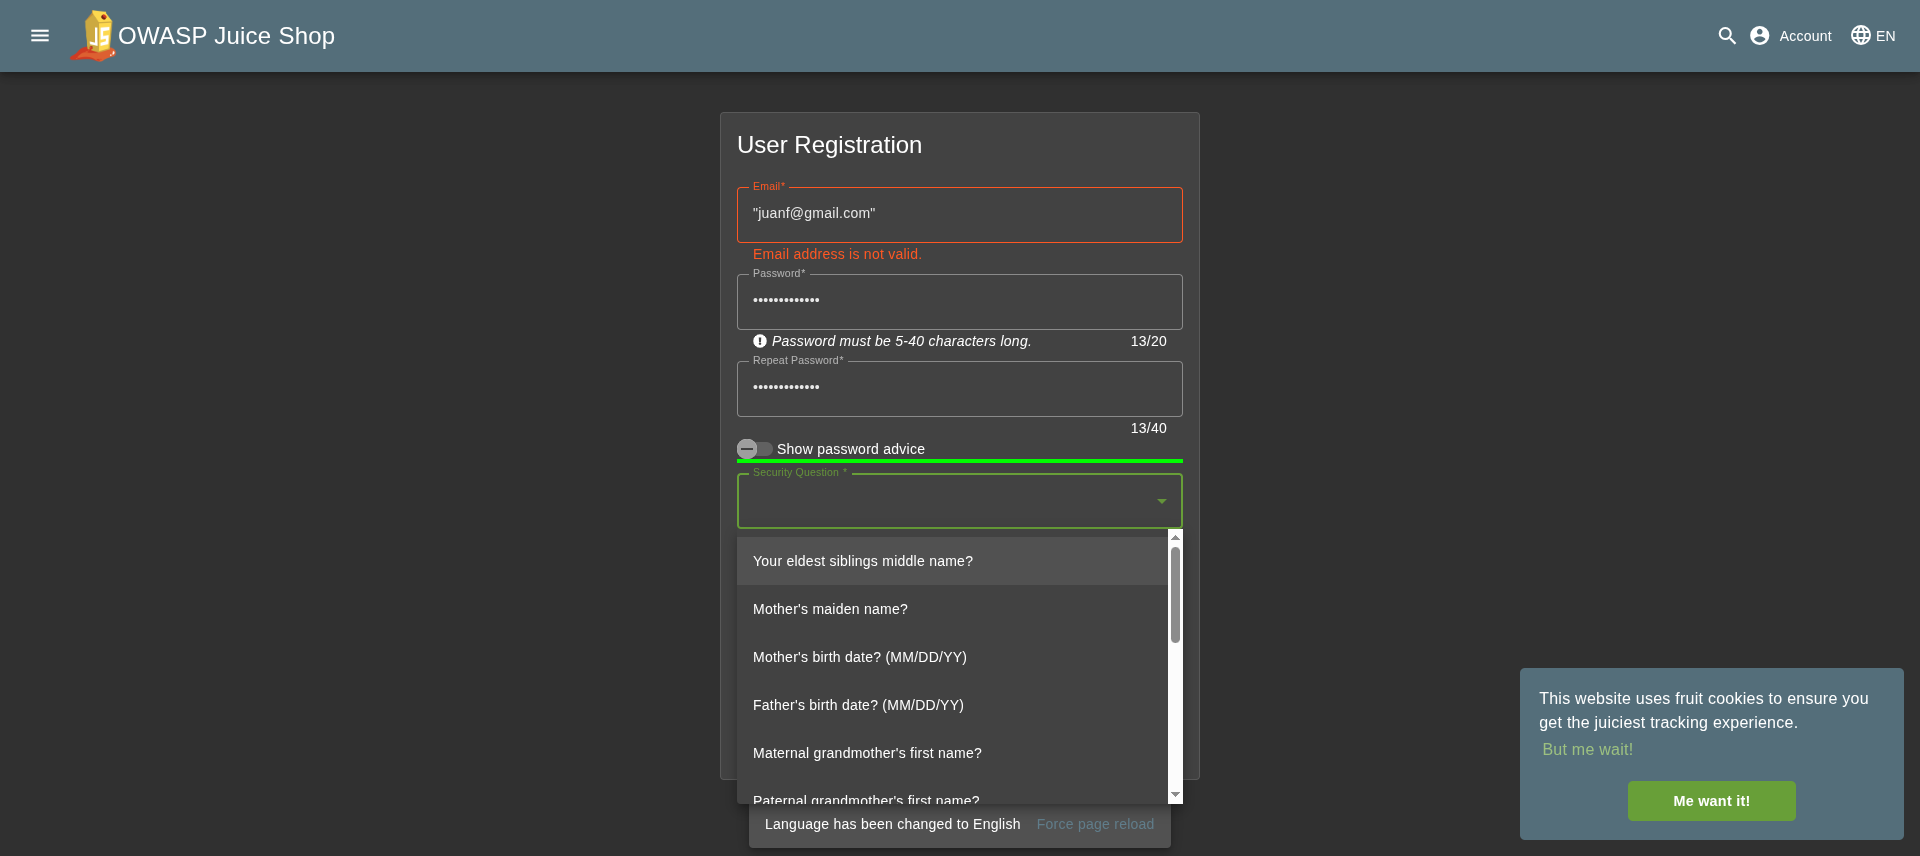 OWASP Juice Shop
Account
EN
User Registration
Email*
"juanf@gmail.com"
Email address is not valid.
Password*
•••••••••••••
Password must be 5-40 characters long.
13/20
Repeat Password*
•••••••••••••
13/40
Show password advice
Security Question *
Your eldest siblings middle name?
Mother's maiden name?
Mother's birth date? (MM/DD/YY)
Father's birth date? (MM/DD/YY)
Maternal grandmother's first name?
Paternal grandmother's first name?
Language has been changed to English
Force page reload
This website uses fruit cookies to ensure you
get the juiciest tracking experience.
But me wait!
Me want it!